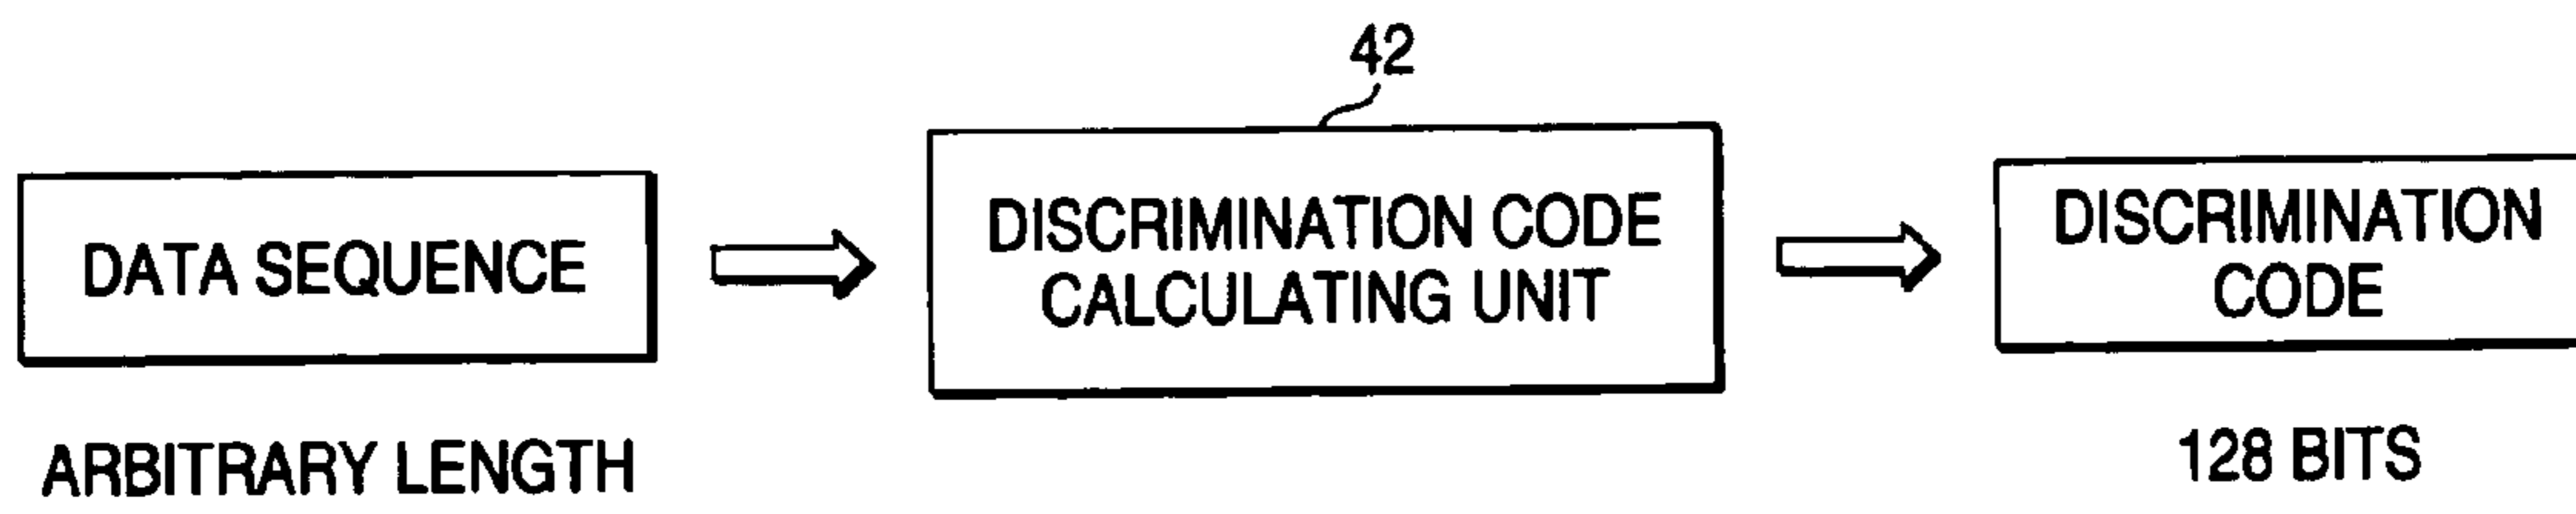 42
DATA SEQUENCE
DISCRIMINATION CODE
CALCULATING UNIT
DISCRIMINATION
CODE
ARBITRARY LENGTH
128 BITS